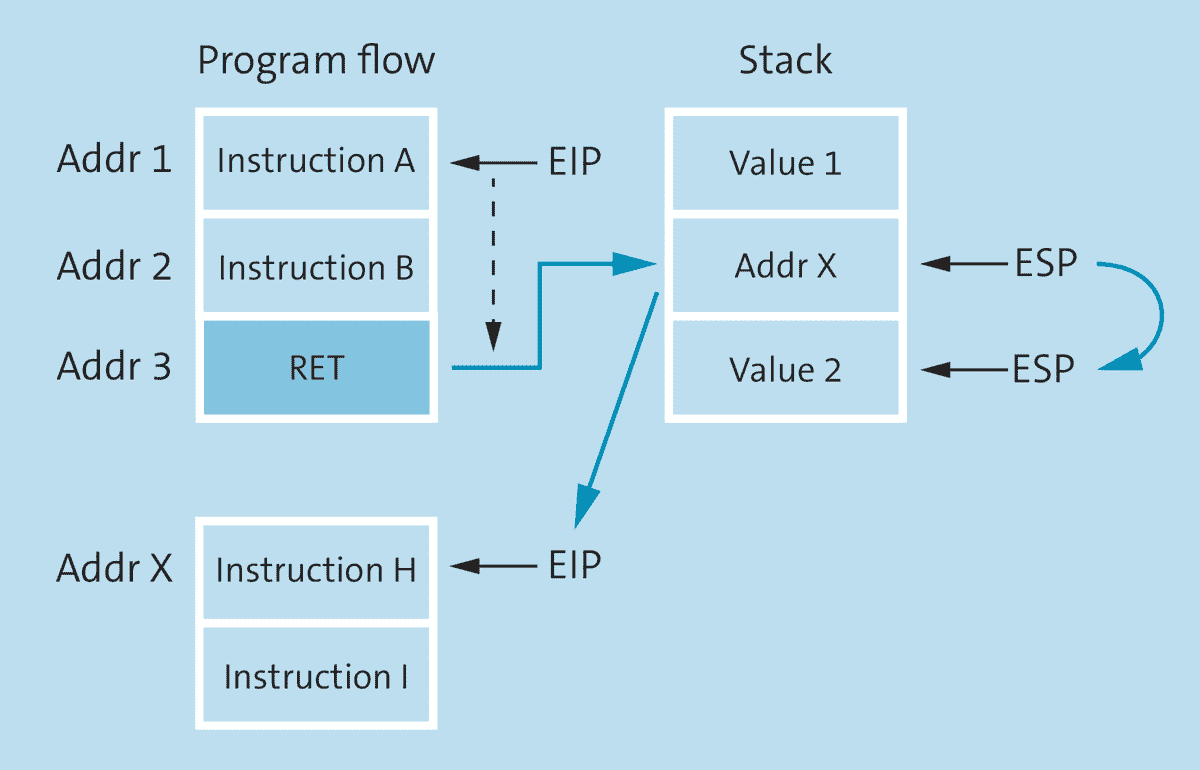 Program flow
Stack
Addr 1
Instruction A
EIP
Value 1
Addr 2
Instruction B
Addr X
ESP
Addr 3
RET
Value 2
ESP
Addr X
Instruction H
EIP
Instruction I